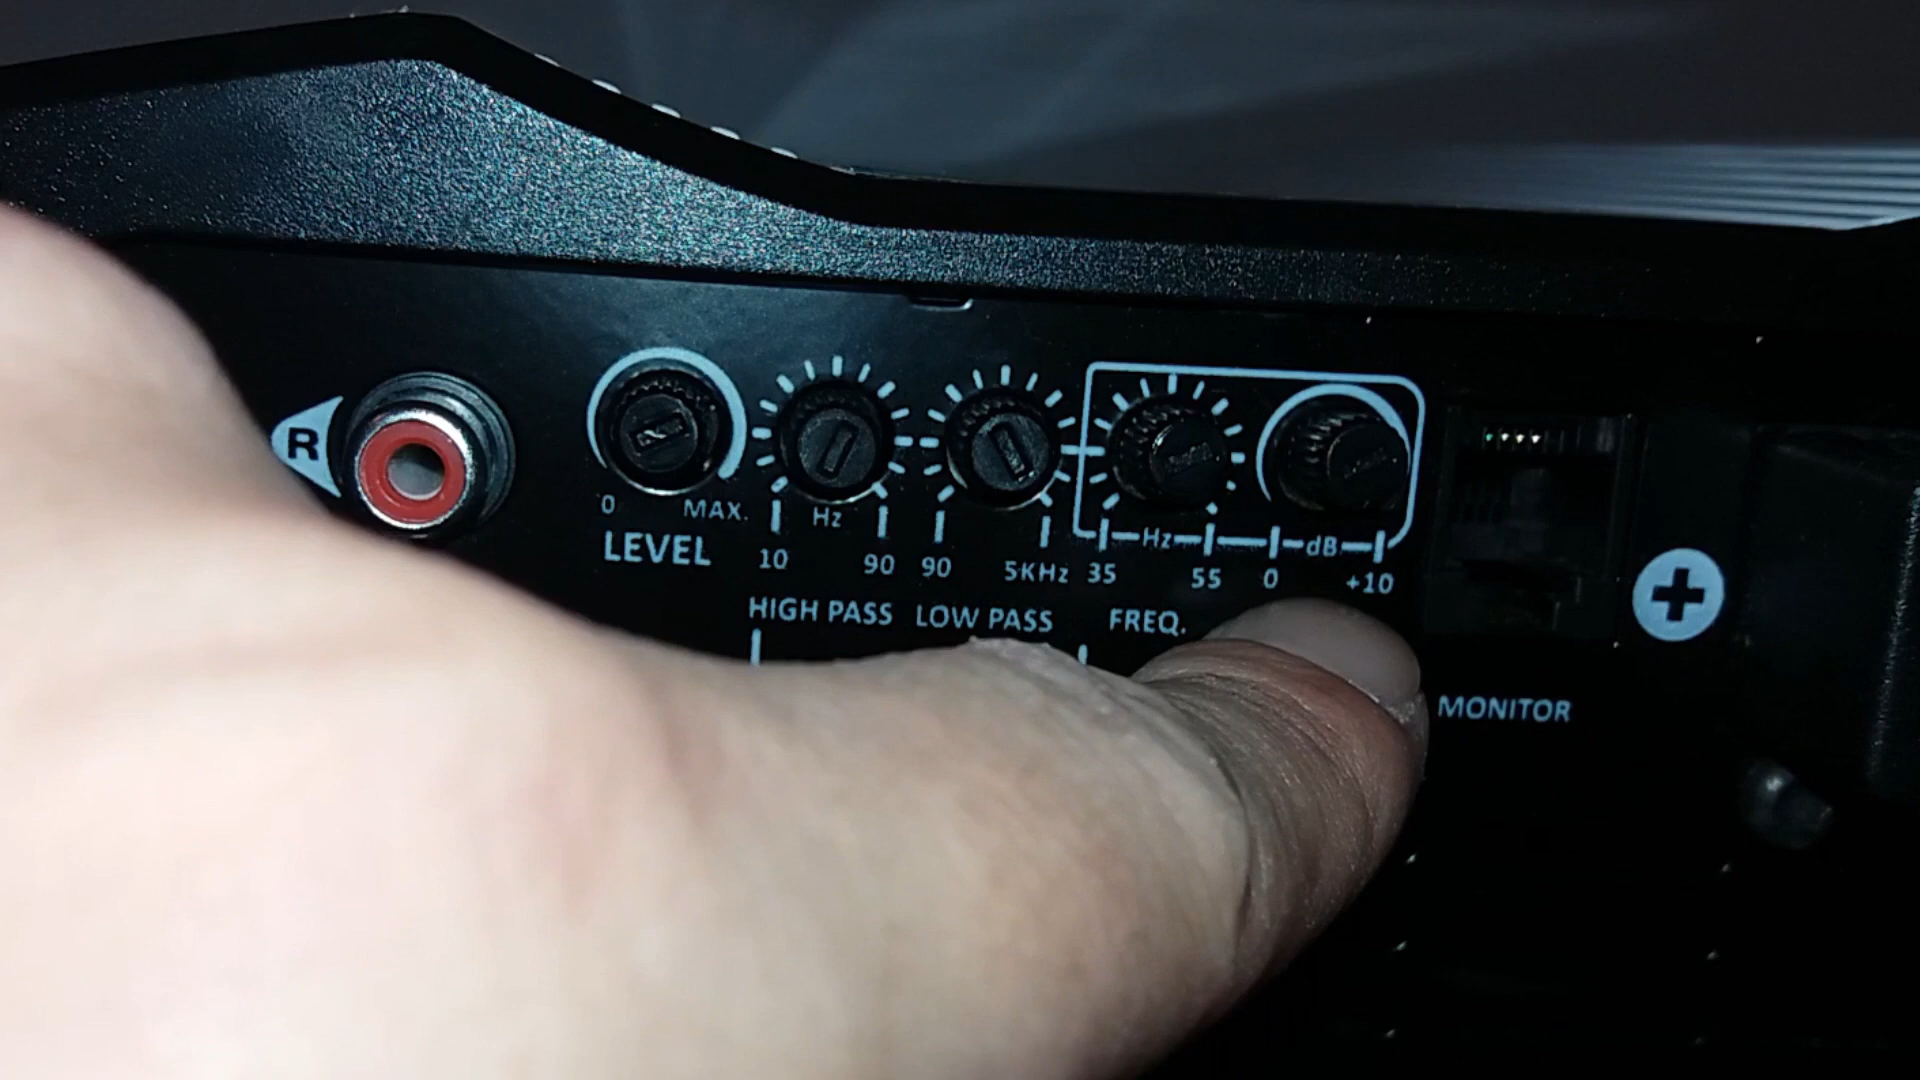 R
0 MAX.
LEVEL
Hz
10 90
HIGH PASS
90 5KHz
LOW PASS
Hz
35 55
FREQ.
dB
0 +10
MONITOR
+